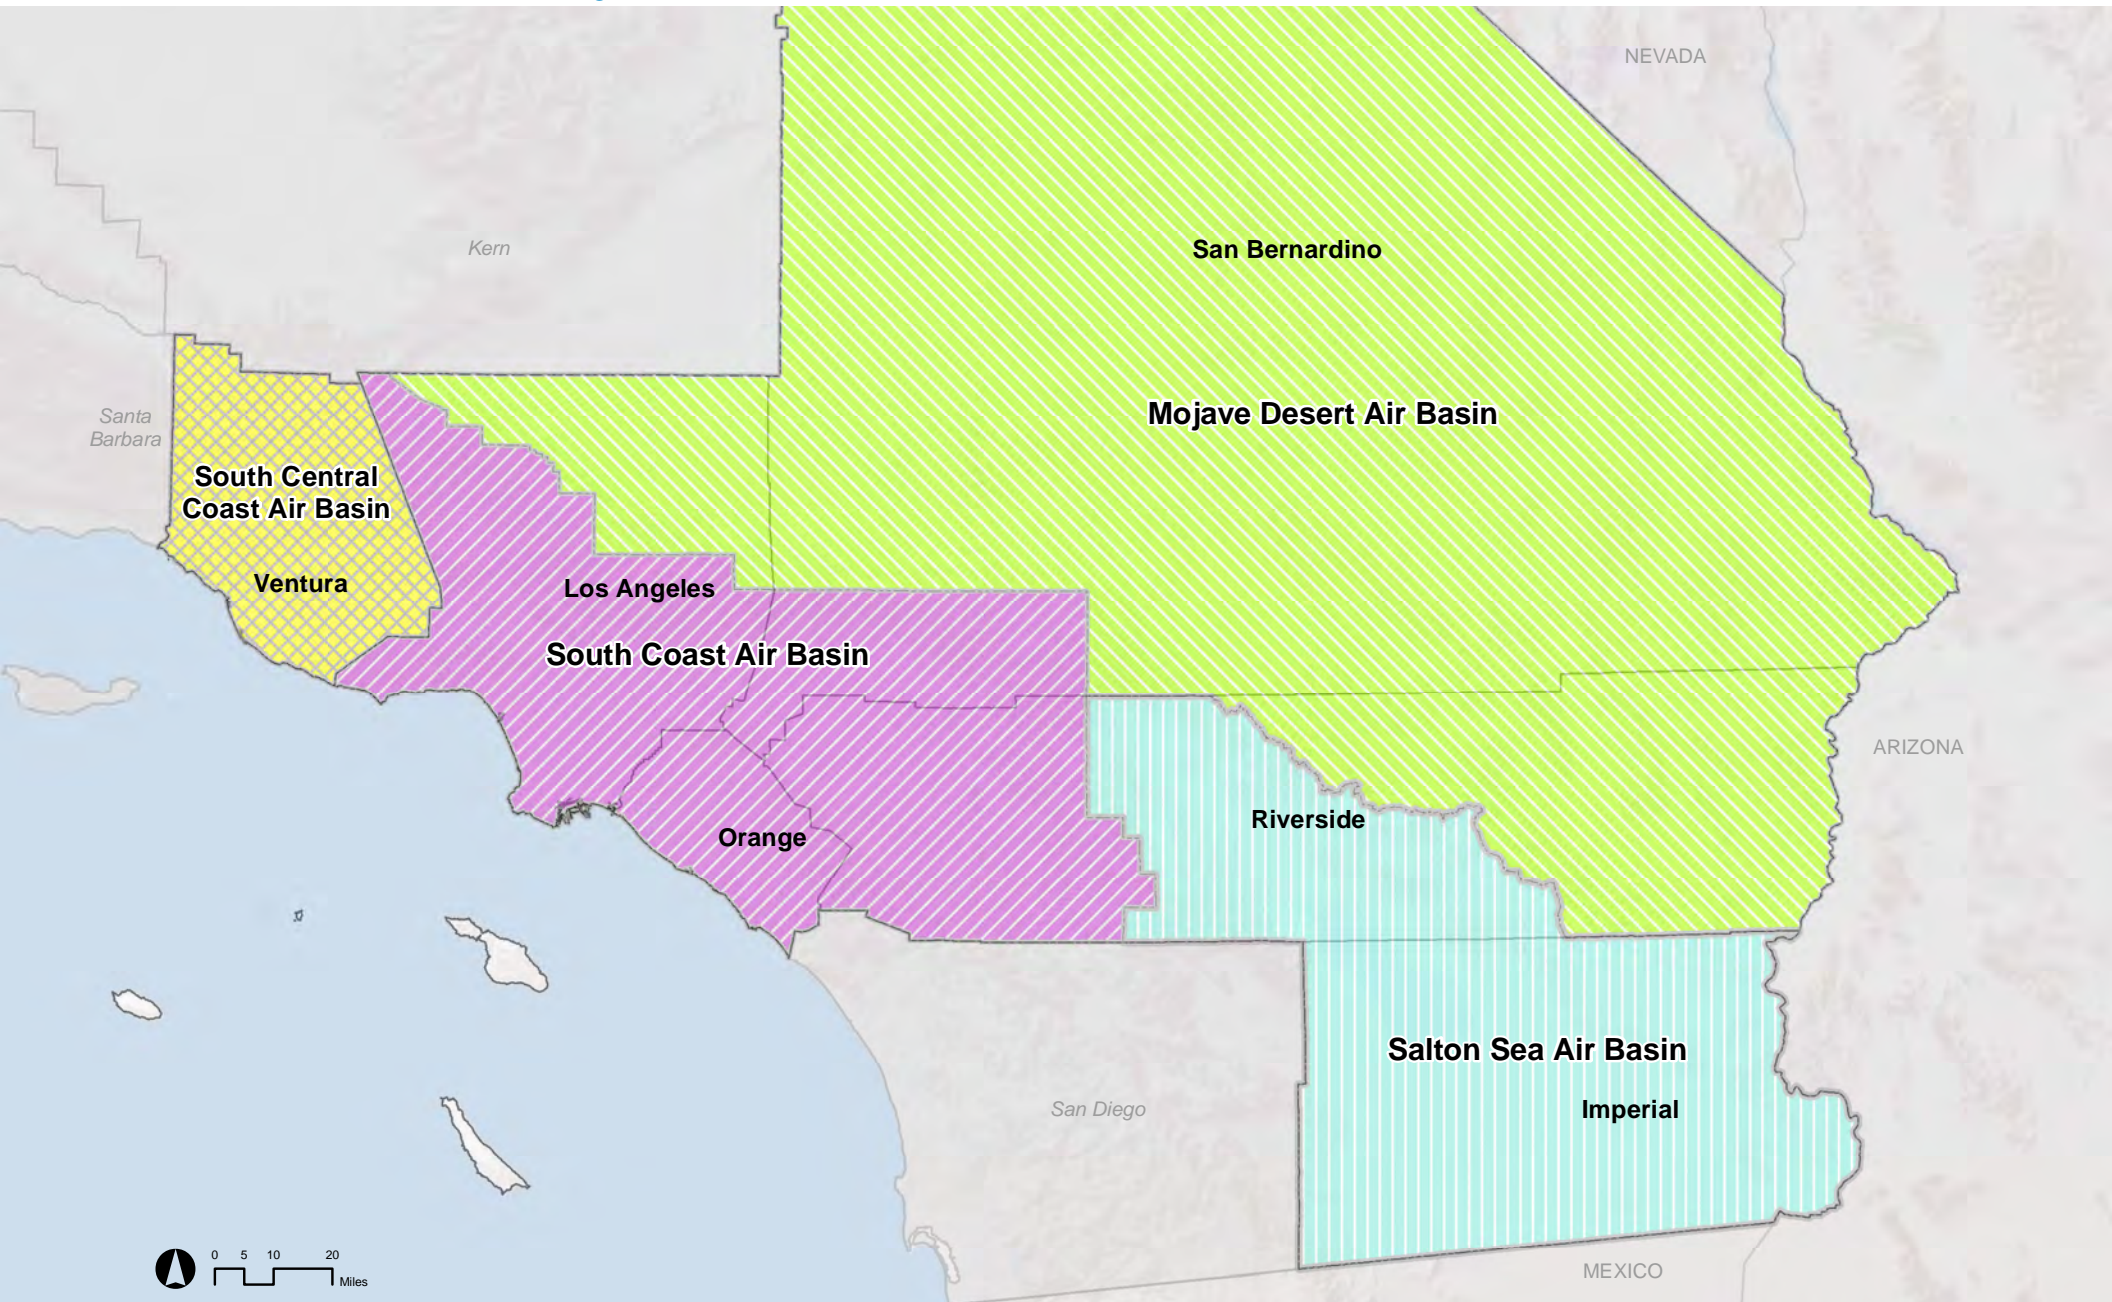 NEVADA
Kern
San Bernardino
Mojave Desert Air Basin
Santa
Barbara
South Central
Coast Air Basin
Ventura
Los Angeles
South Coast Air Basin
ARIZONA
Riverside
Orange
Salton Sea Air Basin
San Diego
Imperial
0 5 10 20
Miles
MEXICO